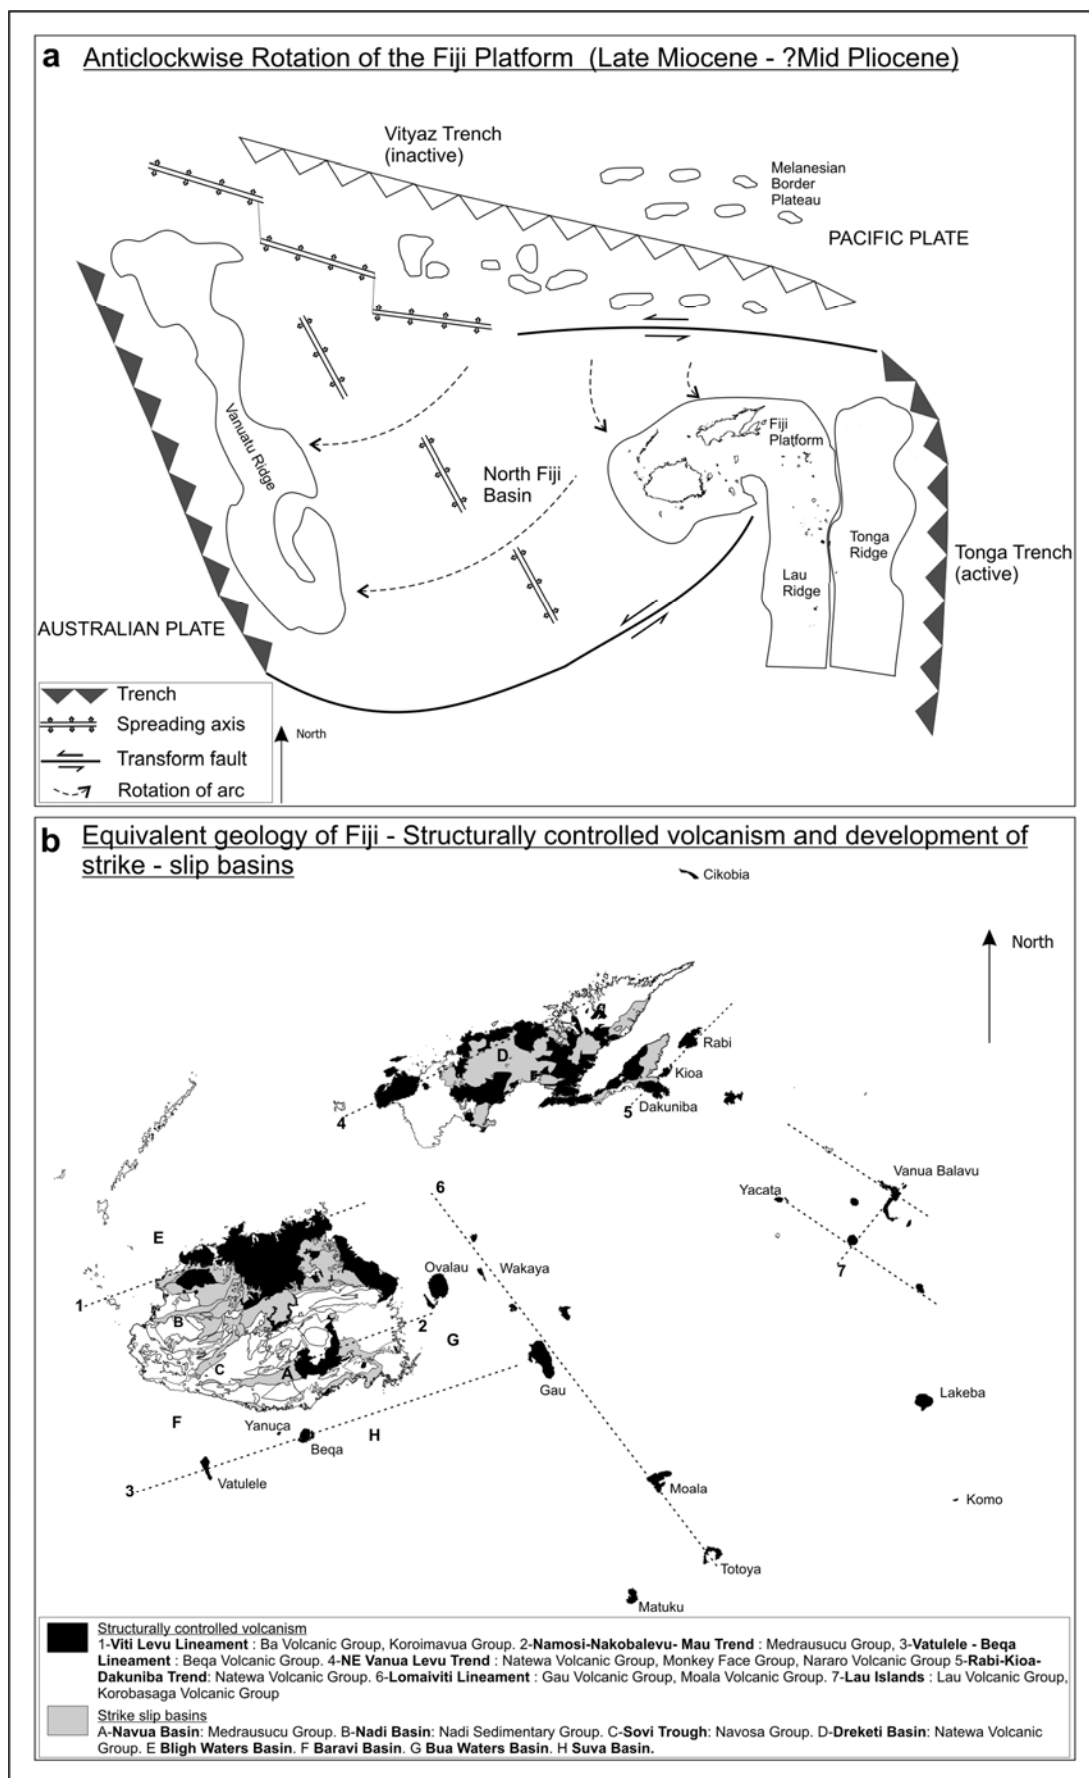 a Anticlockwise Rotation of the Fiji Platform (Late Miocene - ?Mid Pliocene)
Vityaz Trench
(inactive)
Melanesian
Border
Plateau
PACIFIC PLATE
Vanuatu Ridge
Fiji
Platform
North Fiji
Basin
Tonga
Ridge
Tonga Trench
(active)
Lau
Ridge
AUSTRALIAN PLATE
Trench
Spreading axis
Transform fault
Rotation of arc
North
b Equivalent geology of Fiji - Structurally controlled volcanism and development of
strike - slip basins
Cikobia
North
D
Rabi
Kioa
Dakuniba
4
5
6
Vanua Balavu
Yacata
E
Ovalau
Wakaya
7
1
B
2
G
C
A
Gau
Lakeba
F
Yanuca
H
Beqa
Vatulele
3
Moala
Komo
Totoya
Matuku
Structurally controlled volcanism
1-Viti Levu Lineament : Ba Volcanic Group, Koroimavua Group. 2-Namosi-Nakobalevu- Mau Trend : Medrausucu Group, 3-Vatulele - Beqa
Lineament : Beqa Volcanic Group. 4-NE Vanua Levu Trend : Natewa Volcanic Group, Monkey Face Group, Nararo Volcanic Group 5-Rabi-Kioa-
Dakuniba Trend: Natewa Volcanic Group. 6-Lomaiviti Lineament : Gau Volcanic Group, Moala Volcanic Group. 7-Lau Islands : Lau Volcanic Group,
Korobasaga Volcanic Group
Strike slip basins
A-Navua Basin: Medrausucu Group. B-Nadi Basin: Nadi Sedimentary Group. C-Sovi Trough: Navosa Group. D-Dreketi Basin: Natewa Volcanic
Group. E Bligh Waters Basin. F Baravi Basin. G Bua Waters Basin. H Suva Basin.